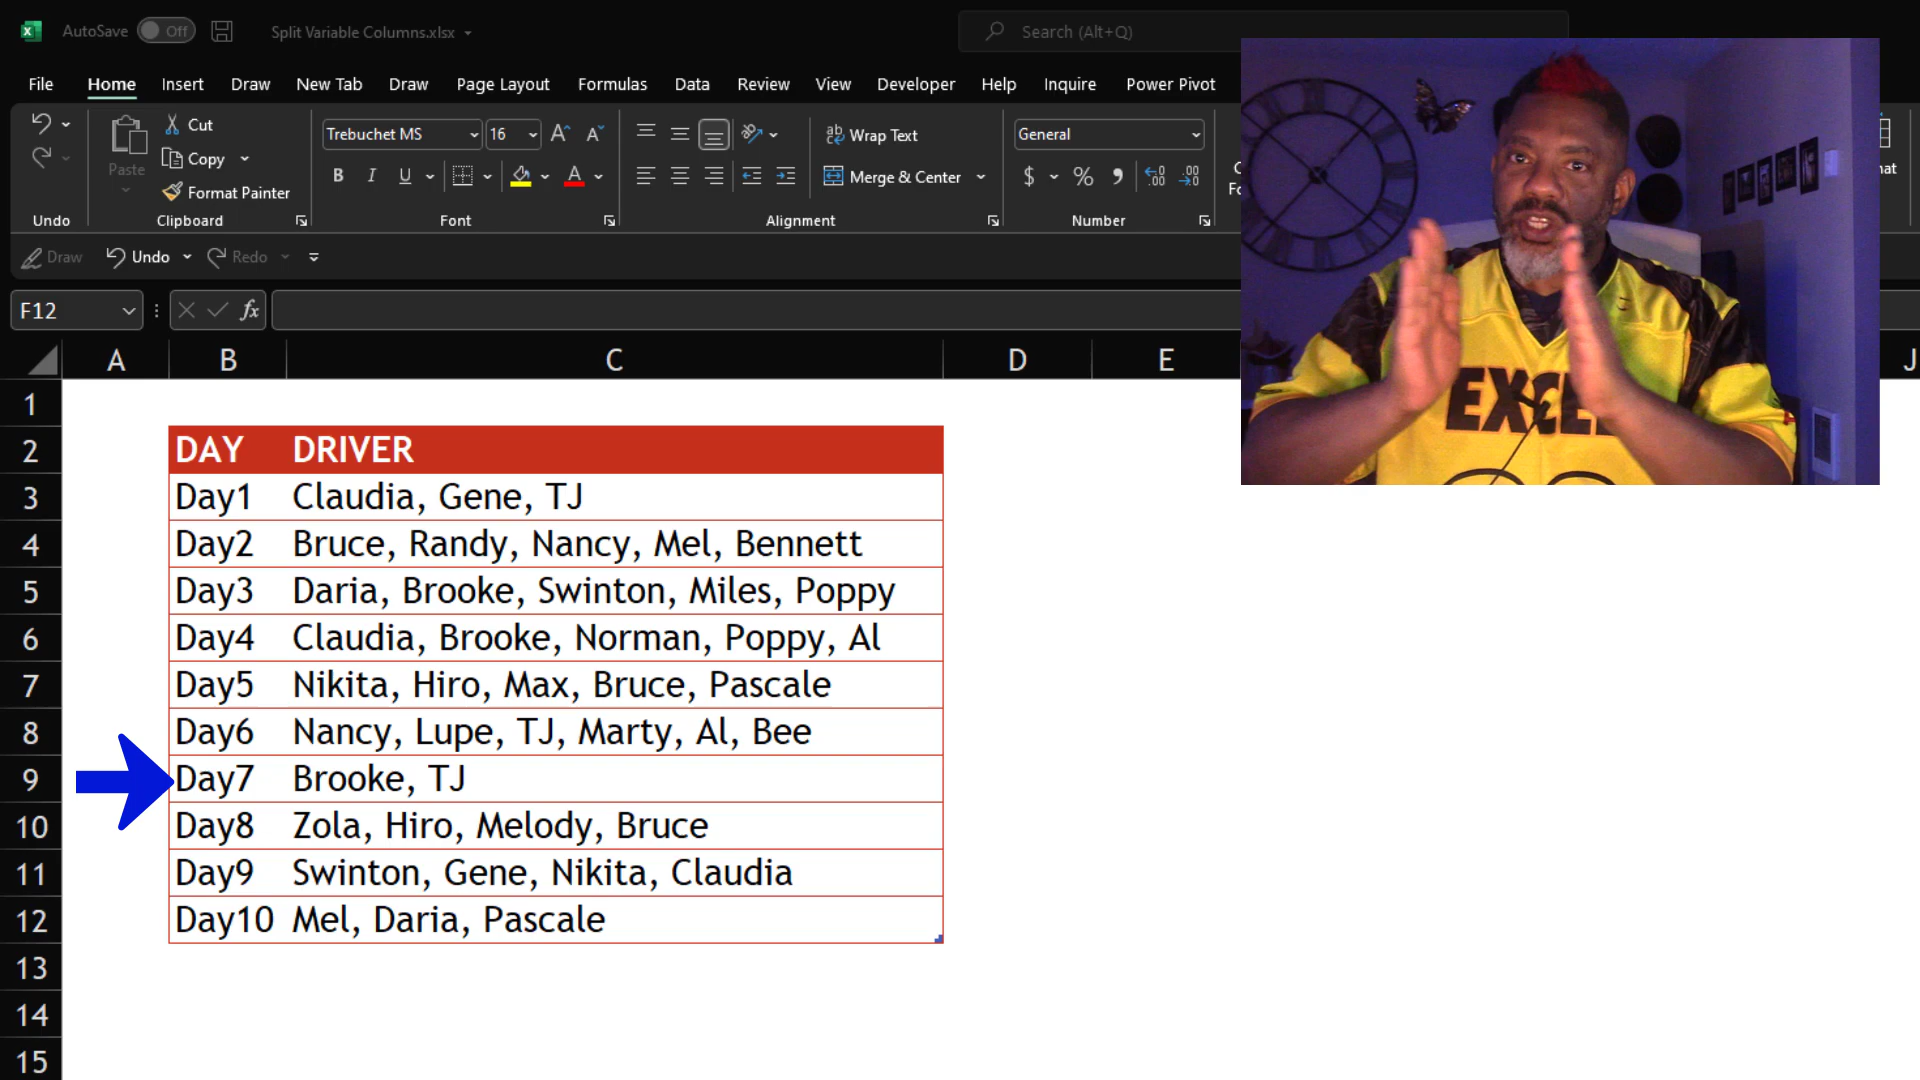 AutoSave Off Split Variable Columns.xlsx Search (Alt+Q)
File Home Insert Draw New Tab Draw Page Layout Formulas Data Review View Developer Help Inquire Power Pivot
Paste Cut Copy Format Painter
Trebuchet MS 16
B I U A
Wrap Text
Merge & Center
General
$ % 9
Undo Clipboard Font Alignment Number
Draw Undo Redo
F12 fx
A B C D E J
1
2 DAY DRIVER
3 Day1 Claudia, Gene, TJ
4 Day2 Bruce, Randy, Nancy, Mel, Bennett
5 Day3 Daria, Brooke, Swinton, Miles, Poppy
6 Day4 Claudia, Brooke, Norman, Poppy, Al
7 Day5 Nikita, Hiro, Max, Bruce, Pascale
8 Day6 Nancy, Lupe, TJ, Marty, Al, Bee
9 Day7 Brooke, TJ
10 Day8 Zola, Hiro, Melody, Bruce
11 Day9 Swinton, Gene, Nikita, Claudia
12 Day10 Mel, Daria, Pascale
13
14
15